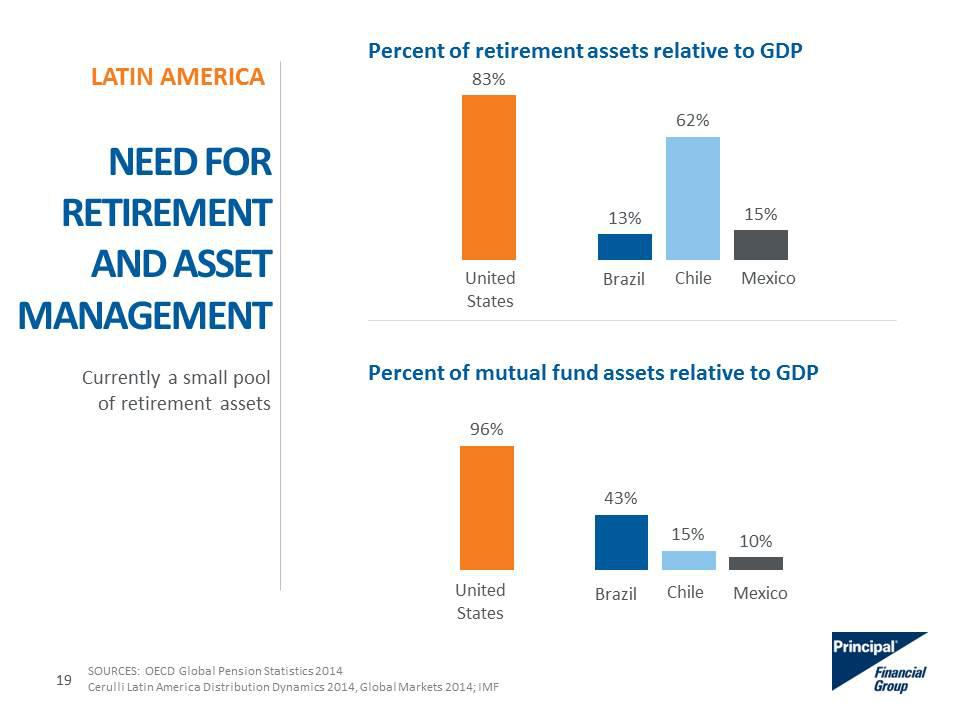 LATIN AMERICA
NEED FOR
RETIREMENT
AND ASSET
MANAGEMENT
Currently a small pool
of retirement assets
Percent of retirement assets relative to GDP
83%
13%
62%
15%
United
States
Brazil
Chile
Mexico
Percent of mutual fund assets relative to GDP
96%
43%
15%
10%
United
States
Brazil
Chile
Mexico
19
SOURCES: OECD Global Pension Statistics 2014
Cerulli Latin America Distribution Dynamics 2014, Global Markets 2014; IMF
Principal®
Financial
Group